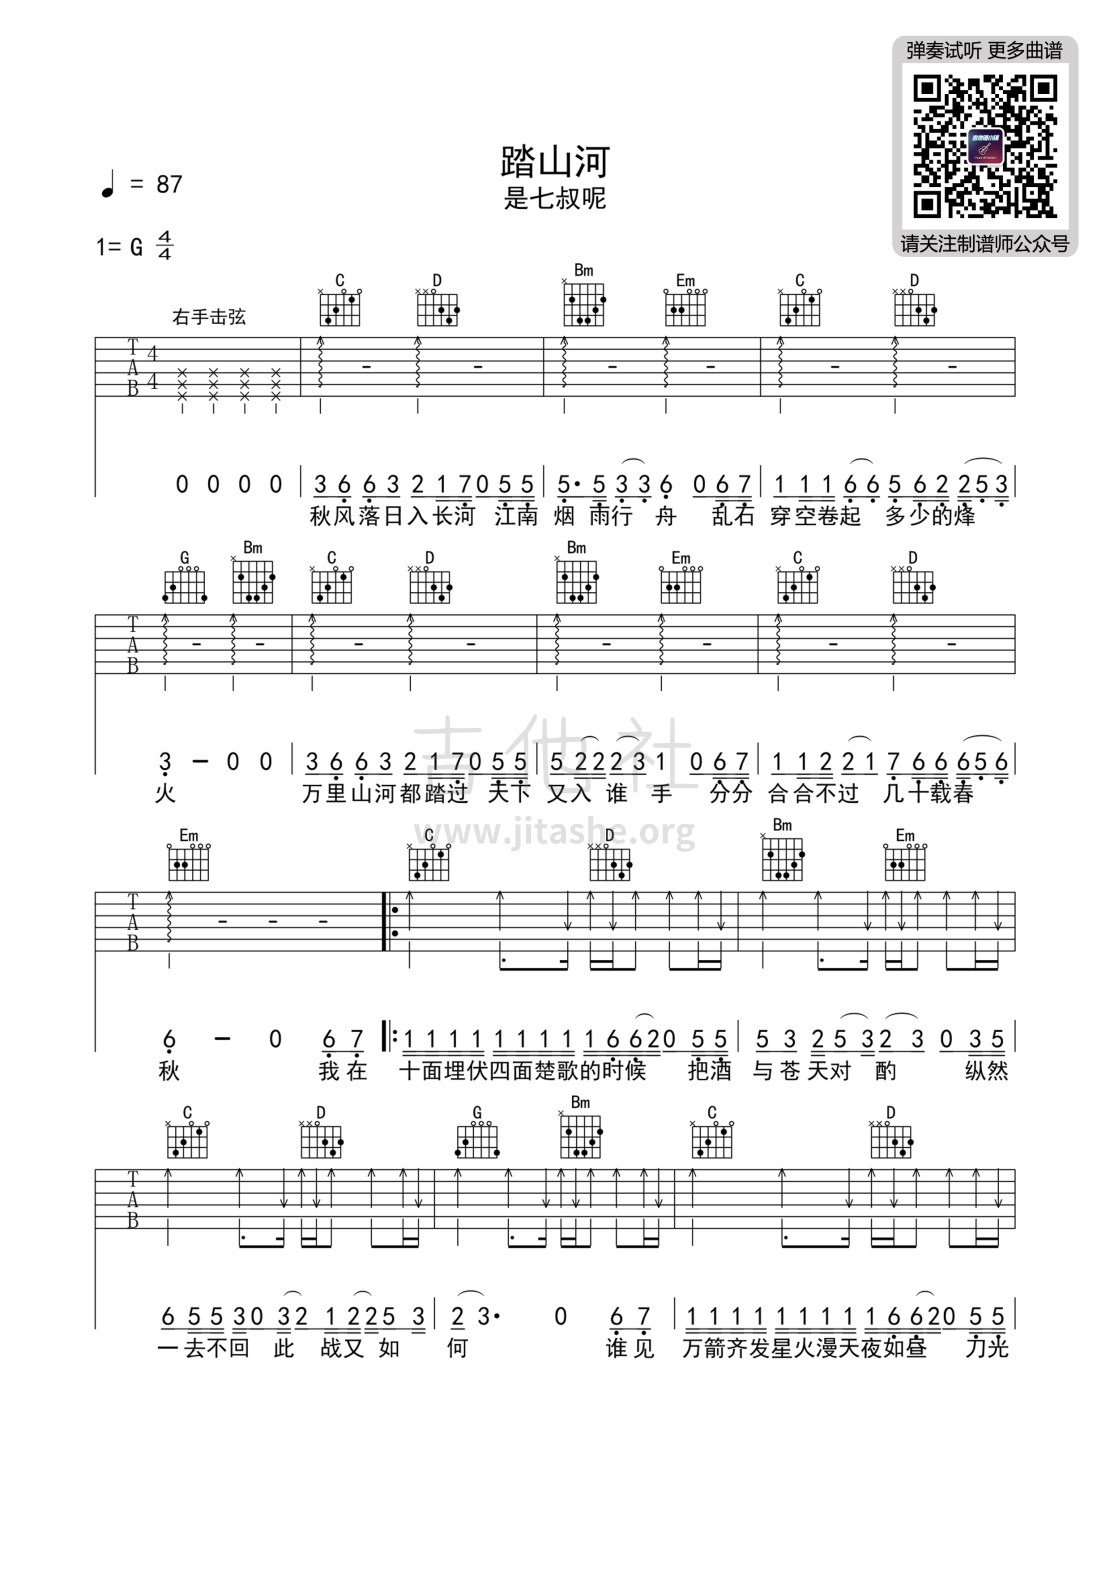 弹奏试听 更多曲谱
吉他谱小铺
请关注制谱师公众号
踏山河
是七叔呢
= 87
1= G 4/4
右手击弦
C D Bm Em C D
T A B 4 4
0 0 0 0 3 6 6 3 2 1 7 0 5 5 5· 5 3 3 6 0 6 7 1 1 1 6 6 5 6 2 2 5 3
秋风落日入长河 江南 烟 雨行 舟 乱石 穿空卷起 多少的烽
G Bm C D Bm Em C D
T A B
3 - 0 0 3 6 6 3 2 1 7 0 5 5 5 2 2 2 3 1 0 6 7 1 1 2 2 1 7 6 6 6 5 6
火 万里山河都踏过 天下 又入 谁 手 分分 合合不过 几十载春
吉他社
www.jitashe.org
Em C D Bm Em
T A B
6 - 0 6 7 1 1 1 1 1 1 1 1 1 6 6 2 0 5 5 5 3 2 5 3 2 3 0 3 5
秋 我在 十面埋伏四面楚歌的时候 把酒 与苍天对 酌 纵然
C D G Bm C D
T A B
6 5 5 3 0 3 2 1 2 2 5 3 2 3· 0 6 7 1 1 1 1 1 1 1 1 1 6 6 2 0 5 5
一去不回 此 战又如 何 谁见 万箭齐发星火漫天夜如昼 刀光